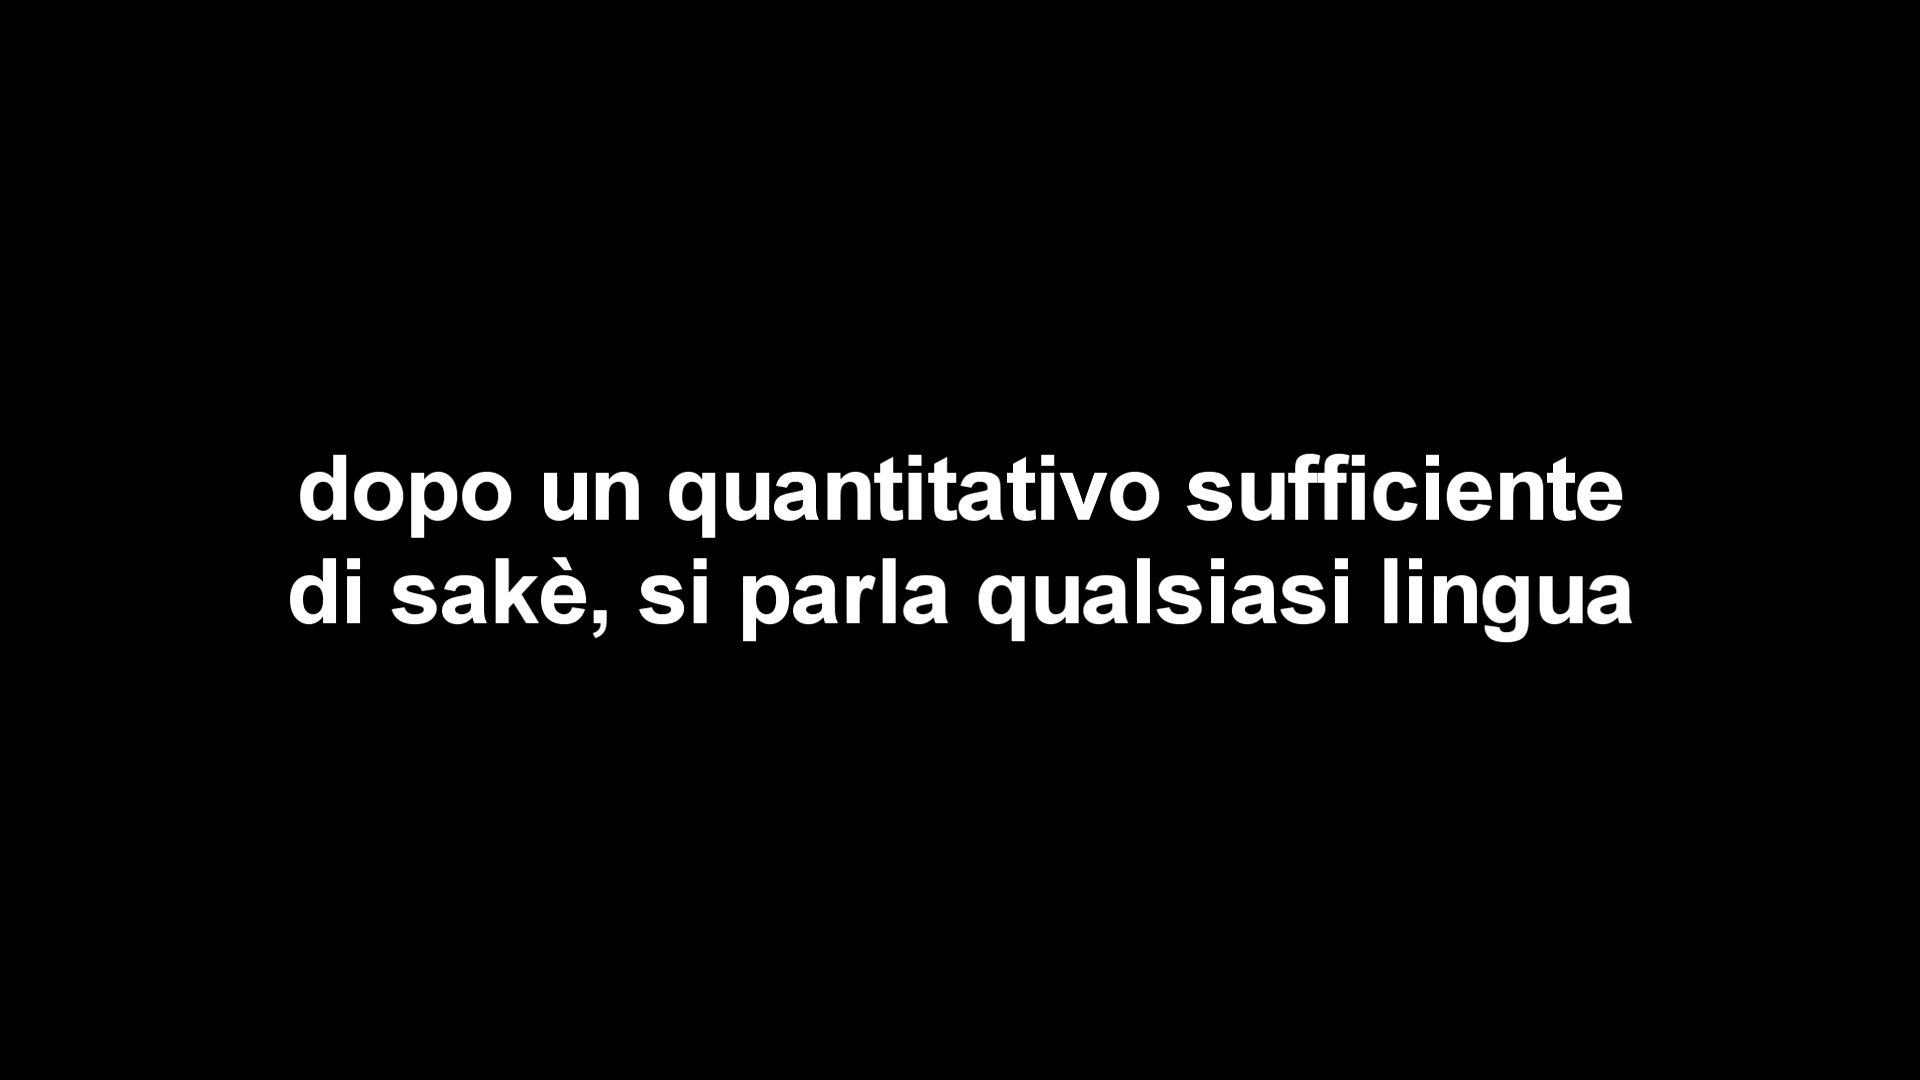 dopo un quantitativo sufficiente
di sakè, si parla qualsiasi lingua